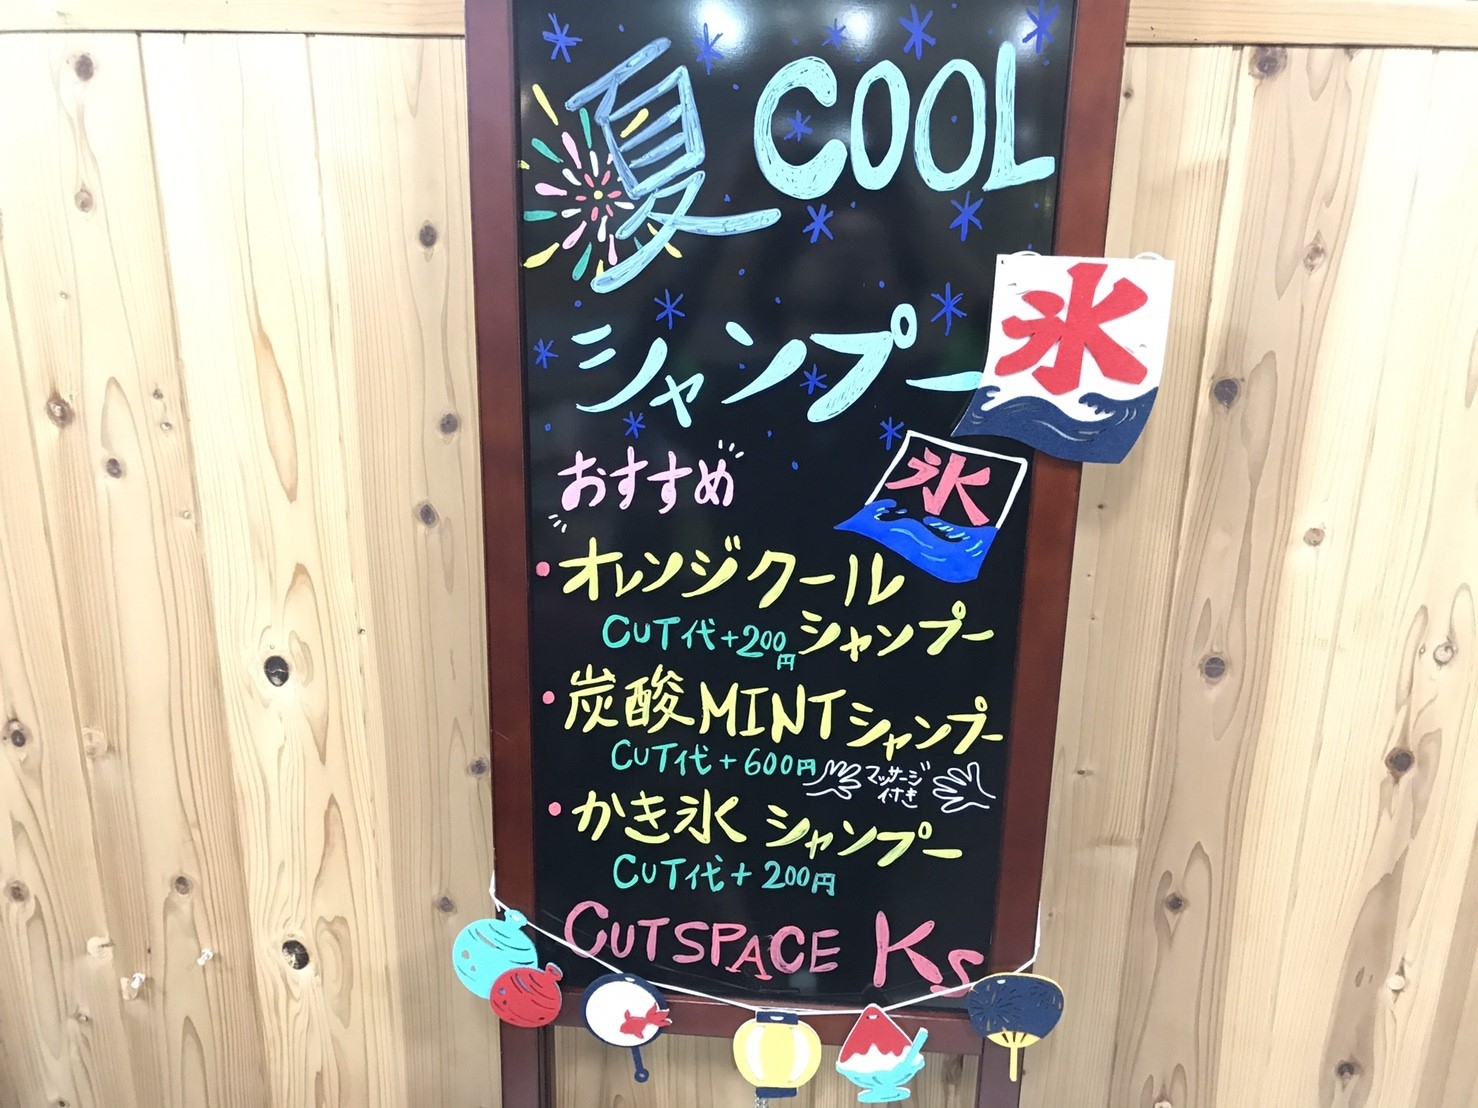 夏 COOL
シャンプー
氷
氷
おすすめ
・オレンジクール
シャンプー
CUT代+200円
・炭酸MINTシャンプー
CUT代+600円
マッサージ
付き
・かき氷シャンプー
CUT代+200円
CUTSPACE Ks